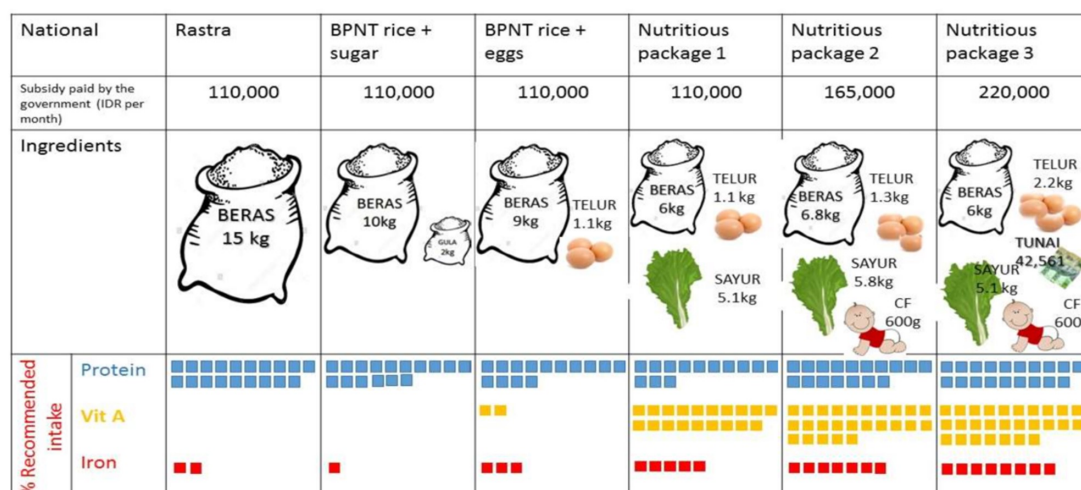 National
Rastra
BPNT rice +
sugar
BPNT rice +
eggs
Nutritious
package 1
Nutritious
package 2
Nutritious
package 3
Subsidy paid by the
government (IDR per
month)
110,000
110,000
110,000
110,000
165,000
220,000
Ingredients
BERAS
15 kg
BERAS
10kg
GULA
2kg
BERAS
9kg
TELUR
1.1kg
BERAS
6kg
TELUR
1.1 kg
SAYUR
5.1kg
BERAS
6.8kg
TELUR
1.3kg
SAYUR
5.8kg
CF
600g
BERAS
6kg
TELUR
2.2kg
TUNAI
42,561
SAYUR
5.1kg
CF
600
% Recommended
intake
Protein
Vit A
Iron